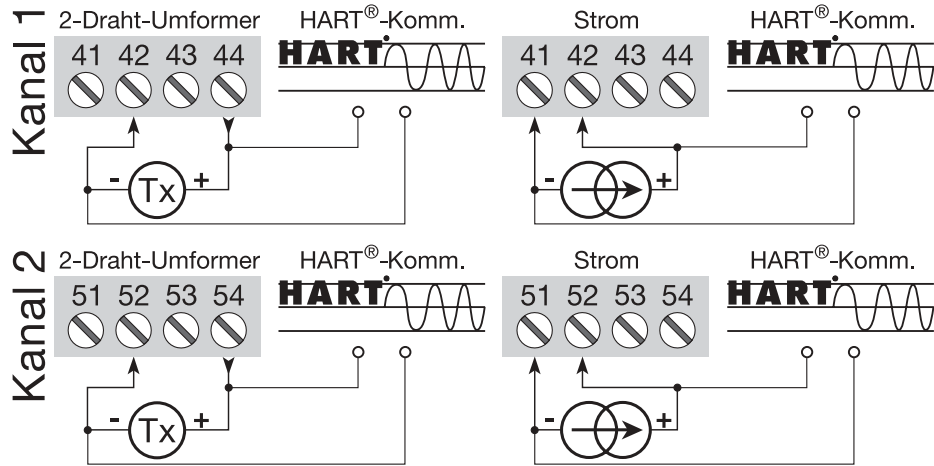 Kanal 1
2-Draht-Umformer HART®-Komm. Strom HART®-Komm.
41 42 43 44 HART 41 42 43 44 HART
- Tx + - +
Kanal 2
2-Draht-Umformer HART®-Komm. Strom HART®-Komm.
51 52 53 54 HART 51 52 53 54 HART
- Tx + - +